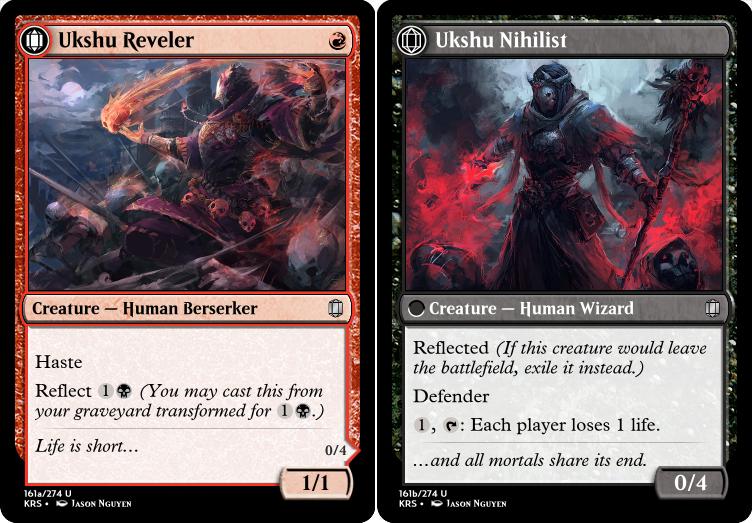 Ukshu Reveler
Creature — Human Berserker
Haste
Reflect 1 (You may cast this from
your graveyard transformed for 1.)
Life is short…
0/4
1/1
161a/274 U
KRS • Jason Nguyen
Ukshu Nihilist
Creature — Human Wizard
Reflected (If this creature would leave
the battlefield, exile it instead.)
Defender
1, : Each player loses 1 life.
…and all mortals share its end.
0/4
161b/274 U
KRS • Jason Nguyen